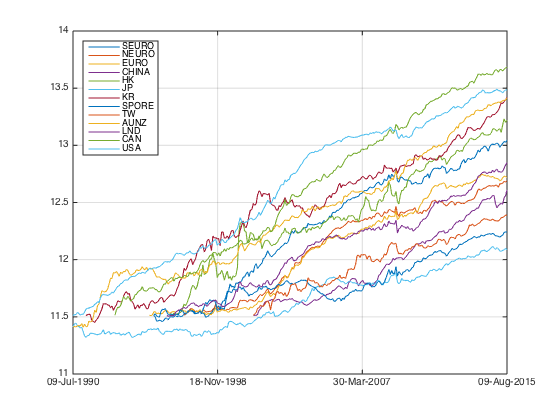 14
13.5
13
12.5
12
11.5
11
SEURO
NEURO
EURO
CHINA
HK
JP
KR
SPORE
TW
AUNZ
LND
CAN
USA
09-Jul-1990 18-Nov-1998 30-Mar-2007 09-Aug-2015